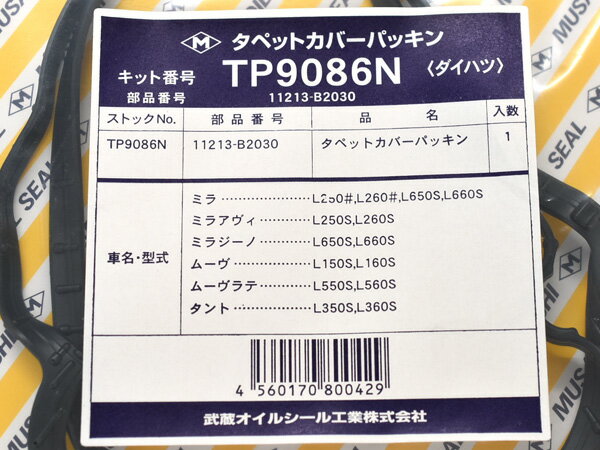 M タペットカバーパッキン
キット番号 TP9086N 〈ダイハツ〉
部品番号 11213-B2030
ストックNo. 部品番号 品名 入数
TP9086N 11213-B2030 タペットカバーパッキン 1
車名・型式
ミラ……………………L250#,L260#,L650S,L660S
ミラアヴィ……………L250S,L260S
ミラジーノ……………L650S,L660S
ムーヴ…………………L150S,L160S
ムーヴラテ……………L550S,L560S
タント…………………L350S,L360S
4 560170 800429
武蔵オイルシール工業株式会社
MUSASHI
SEAL
M
MUSASHI
SEAL
M